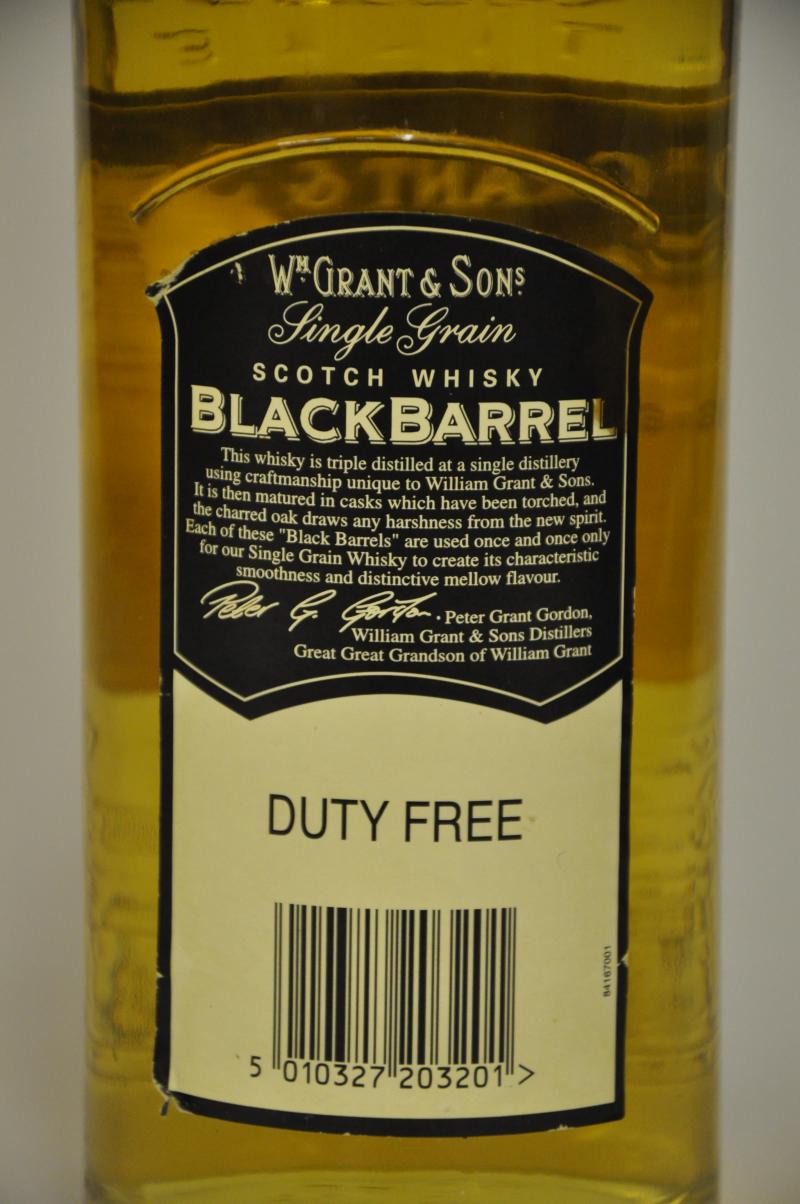 WM GRANT & SONS
Single Grain
SCOTCH WHISKY
BLACKBARREL
This whisky is triple distilled at a single distillery
using craftmanship unique to William Grant & Sons.
It is then matured in casks which have been torched, and
the charred oak draws any harshness from the new spirit.
Each of these "Black Barrels" are used once and once only
for our Single Grain Whisky to create its characteristic
smoothness and distinctive mellow flavour.
Peter G. Gordon. Peter Grant Gordon,
William Grant & Sons Distillers
Great Great Grandson of William Grant
DUTY FREE
84167001
5 010327 203201 >